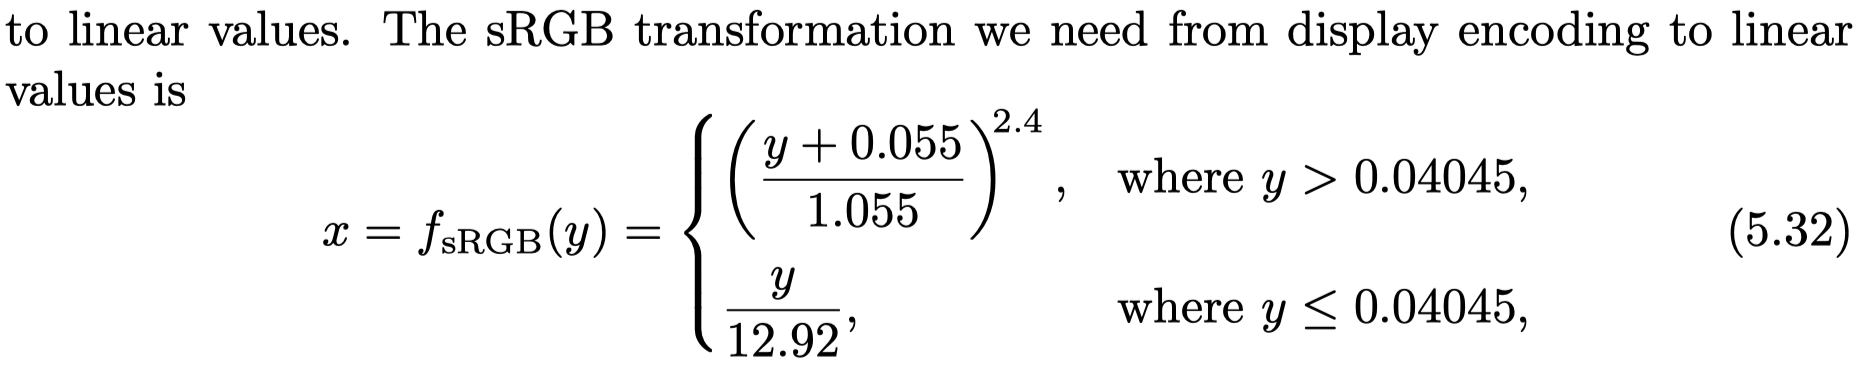 to linear values. The sRGB transformation we need from display encoding to linear
values is
x = f_sRGB(y) = { ((y + 0.055) / 1.055)^2.4, where y > 0.04045,
y / 12.92, where y ≤ 0.04045, (5.32)